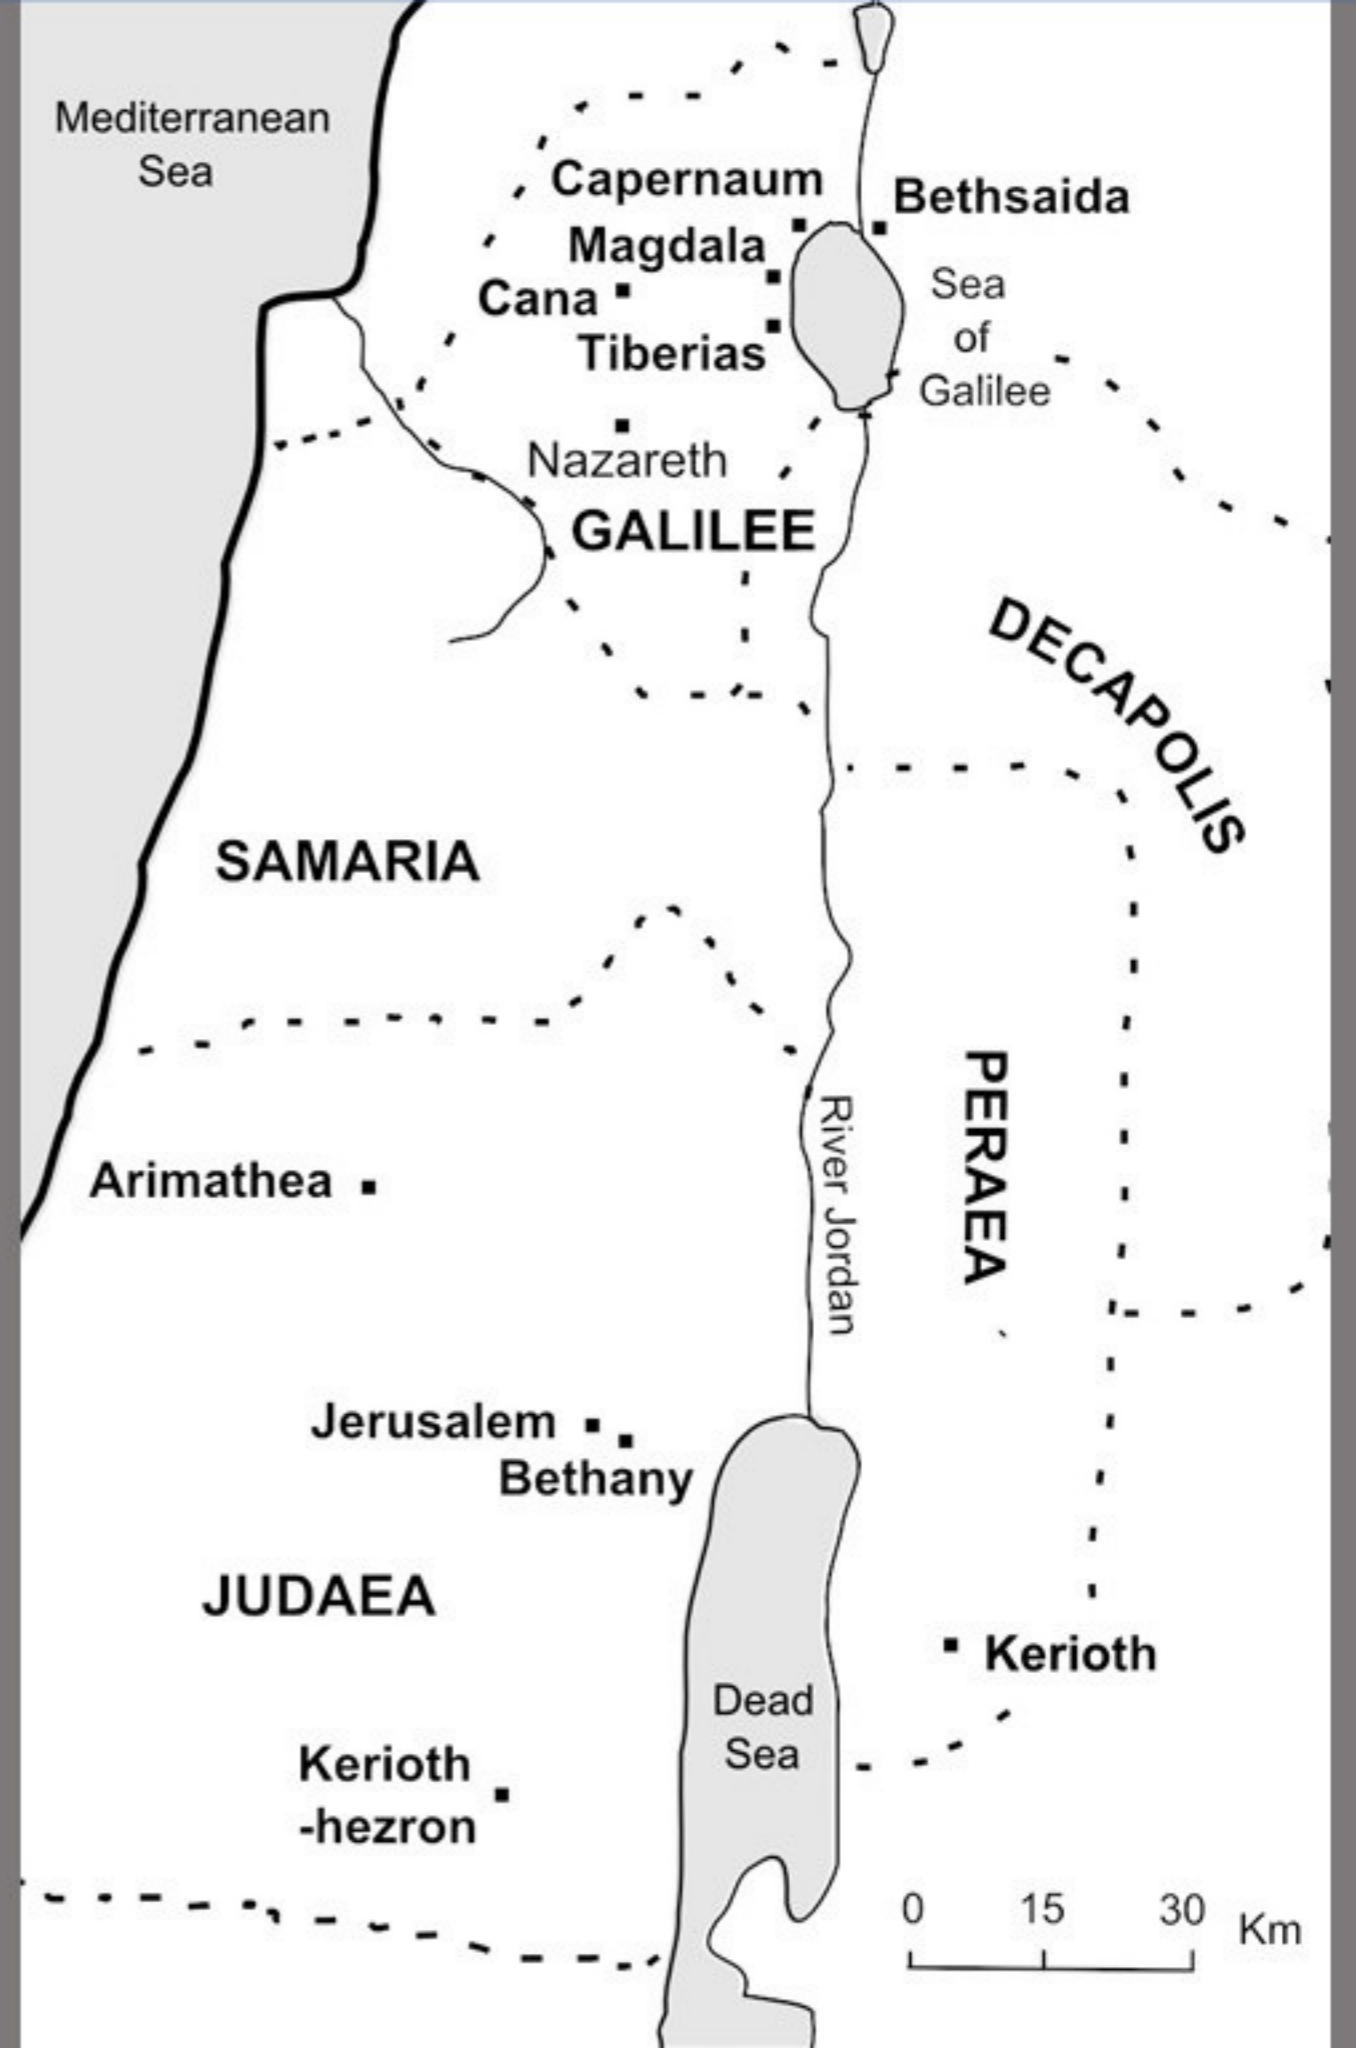 Mediterranean
Sea
Capernaum
Bethsaida
Magdala
Cana
Sea
of
Galilee
Tiberias
Nazareth
GALILEE
DECAPOLIS
SAMARIA
PERAEA
River Jordan
Arimathea
Jerusalem
Bethany
JUDAEA
Kerioth
Dead
Sea
Kerioth
-hezron
0 15 30 Km